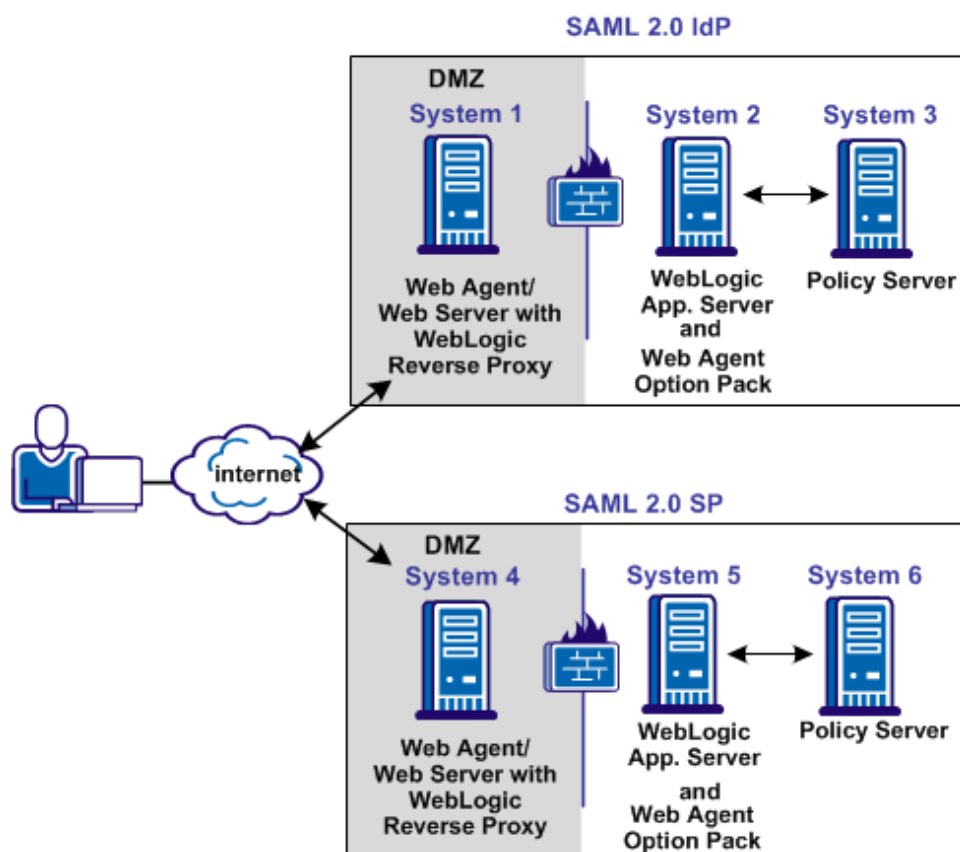 SAML 2.0 IdP
DMZ
System 1
System 2
System 3
Web Agent/
Web Server with
WebLogic
Reverse Proxy
WebLogic
App. Server
and
Web Agent
Option Pack
Policy Server
internet
SAML 2.0 SP
DMZ
System 4
System 5
System 6
Web Agent/
Web Server with
WebLogic
Reverse Proxy
WebLogic
App. Server
and
Web Agent
Option Pack
Policy Server